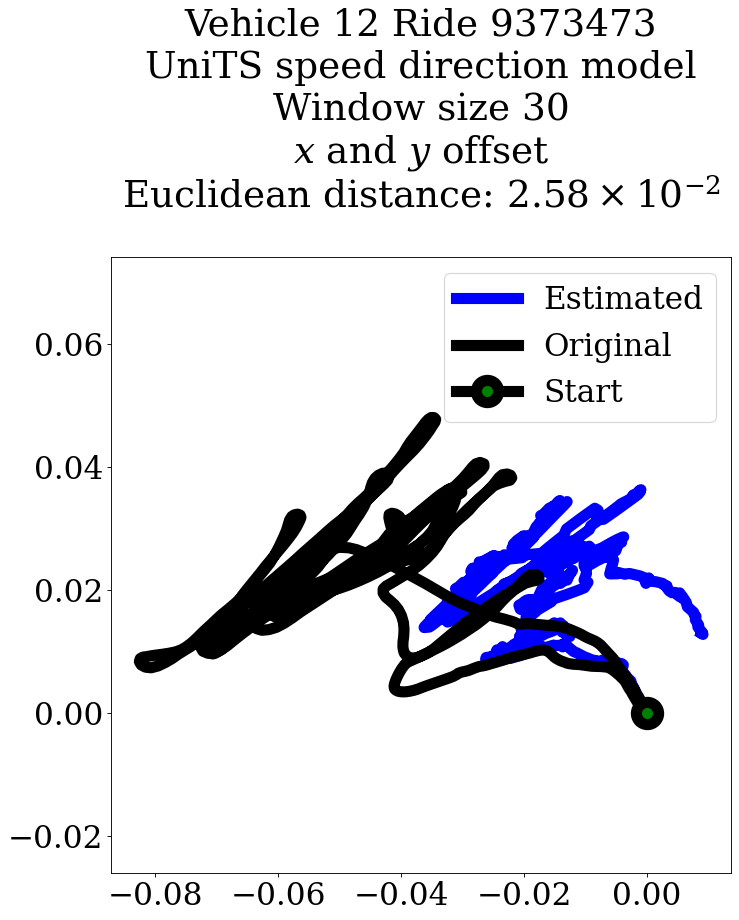 Vehicle 12 Ride 9373473
UniTS speed direction model
Window size 30
x and y offset
Euclidean distance: 2.58 × 10⁻²
Estimated
Original
Start
0.06
0.04
0.02
0.00
−0.02
−0.08 −0.06 −0.04 −0.02 0.00